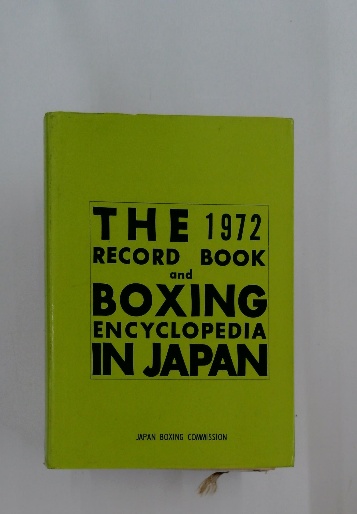 THE 1972
RECORD BOOK
and
BOXING
ENCYCLOPEDIA
IN JAPAN
JAPAN BOXING COMMISSION